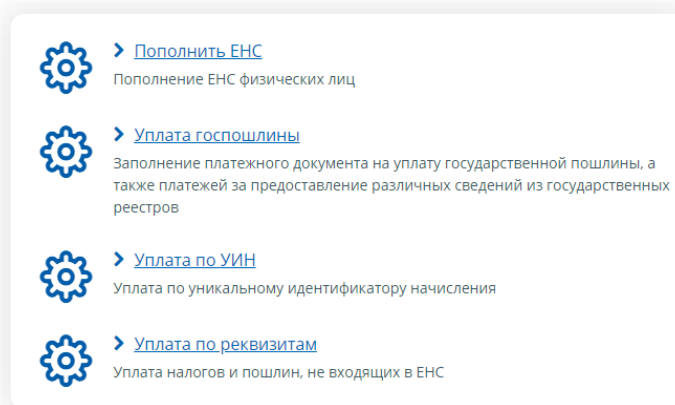 Пополнить ЕНС
Пополнение ЕНС физических лиц
Уплата госпошлины
Заполнение платежного документа на уплату государственной пошлины, а
также платежей за предоставление различных сведений из государственных
реестров
Уплата по УИН
Уплата по уникальному идентификатору начисления
Уплата по реквизитам
Уплата налогов и пошлин, не входящих в ЕНС